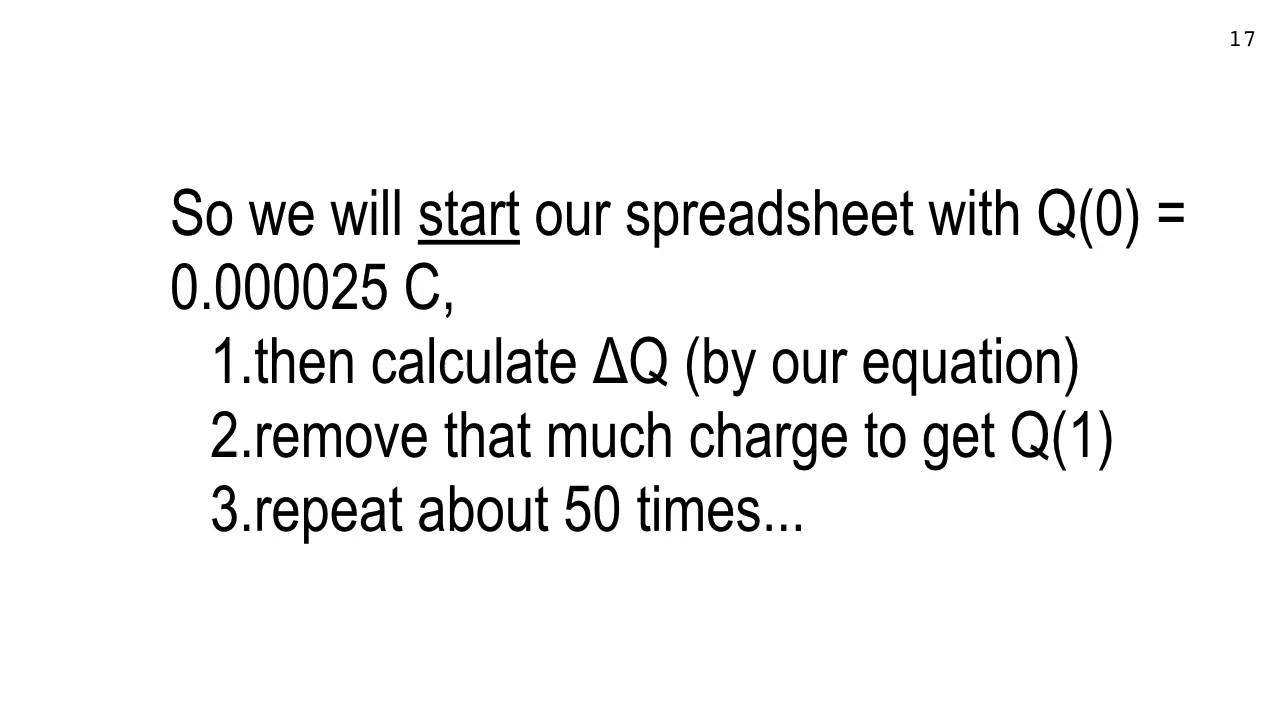 17
So we will start our spreadsheet with Q(0) =
0.000025 C,
1.then calculate ΔQ (by our equation)
2.remove that much charge to get Q(1)
3.repeat about 50 times...